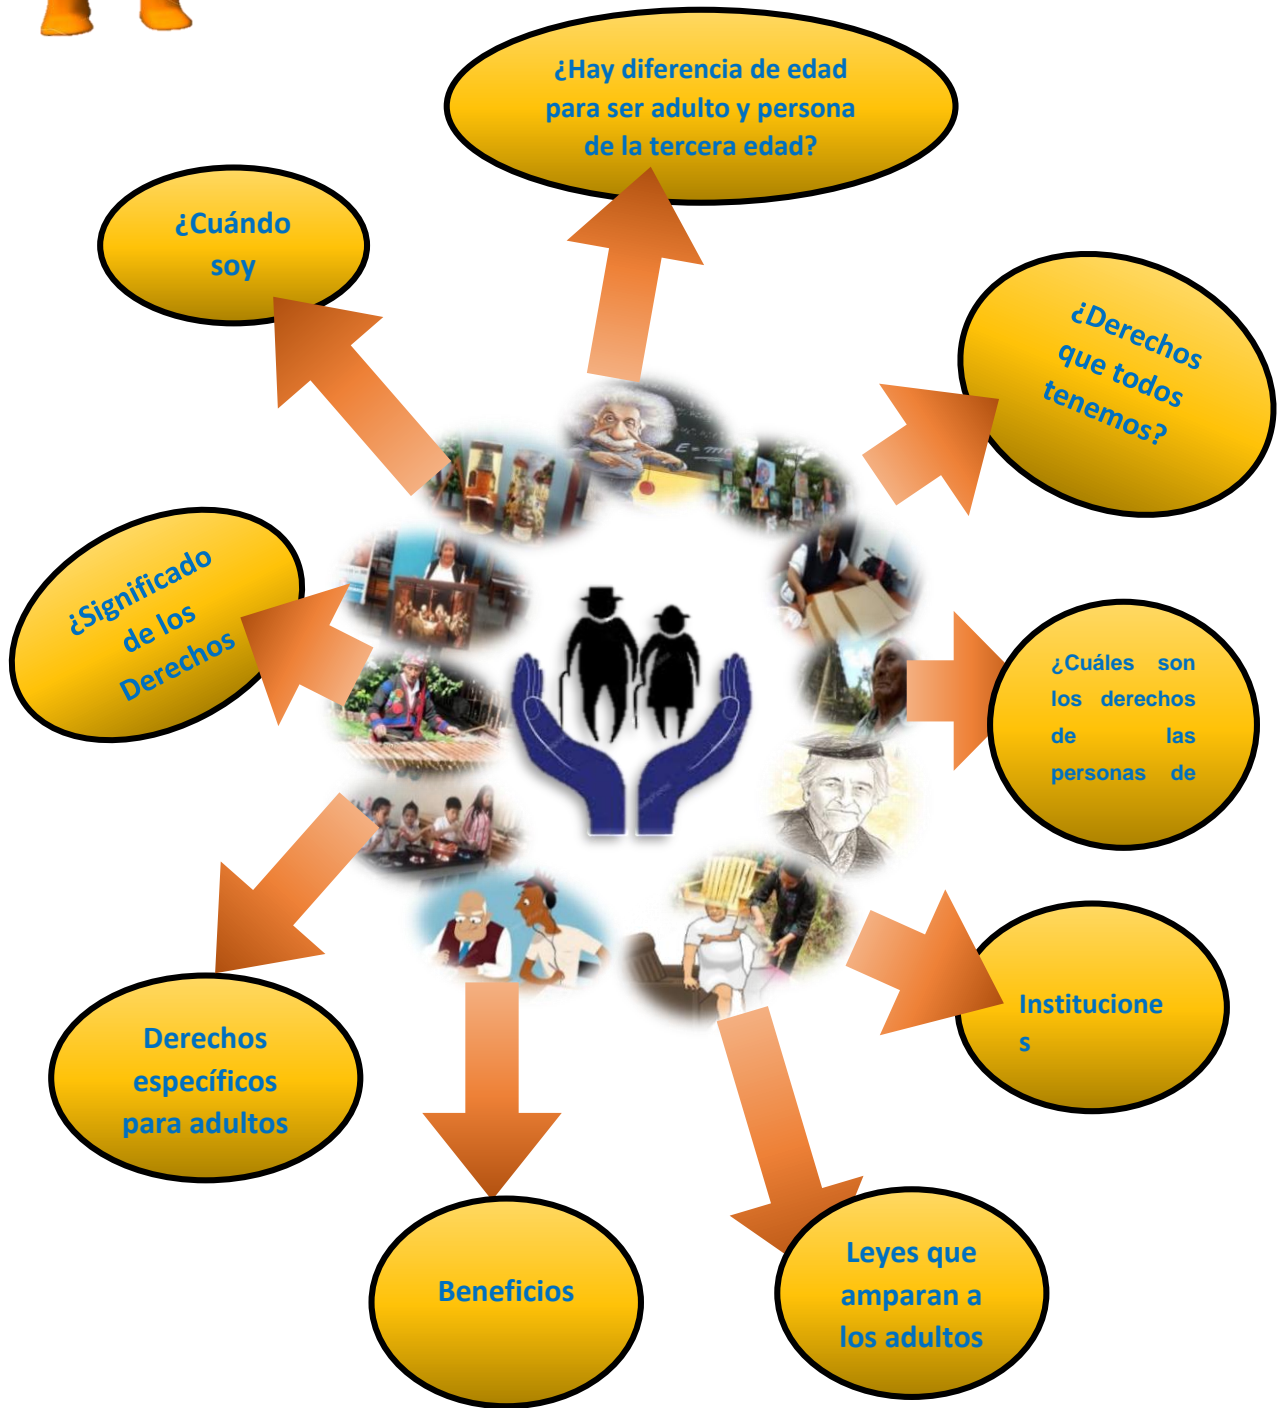 ¿Hay diferencia de edad
para ser adulto y persona
de la tercera edad?
¿Cuándo
soy
¿Derechos
que todos
tenemos?
¿Significado
de los
Derechos
¿Cuáles son
los derechos
de las
personas de
Institucione
s
Derechos
específicos
para adultos
Beneficios
Leyes que
amparan a
los adultos